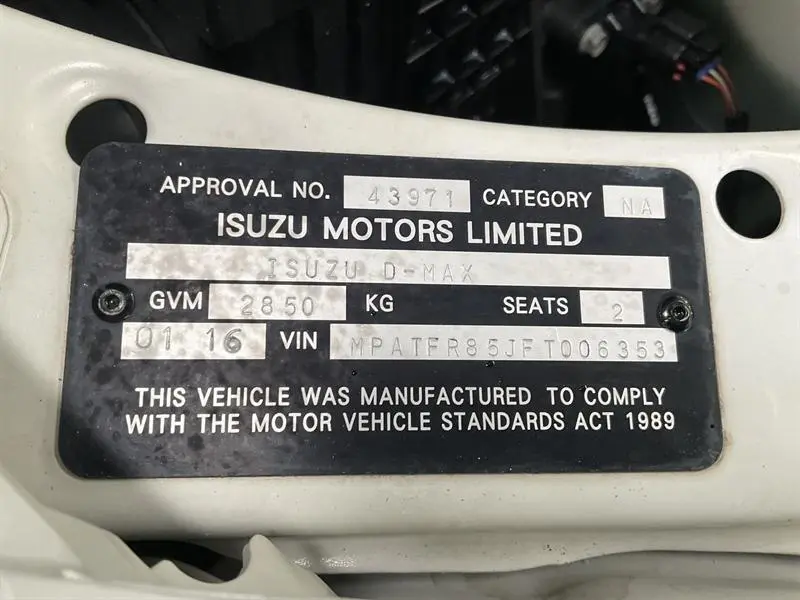 APPROVAL NO. 43971 CATEGORY NA
ISUZU MOTORS LIMITED
ISUZU D-MAX
GVM 2850 KG SEATS 2
01 16 VIN MPATFR85JFT006353
THIS VEHICLE WAS MANUFACTURED TO COMPLY
WITH THE MOTOR VEHICLE STANDARDS ACT 1989